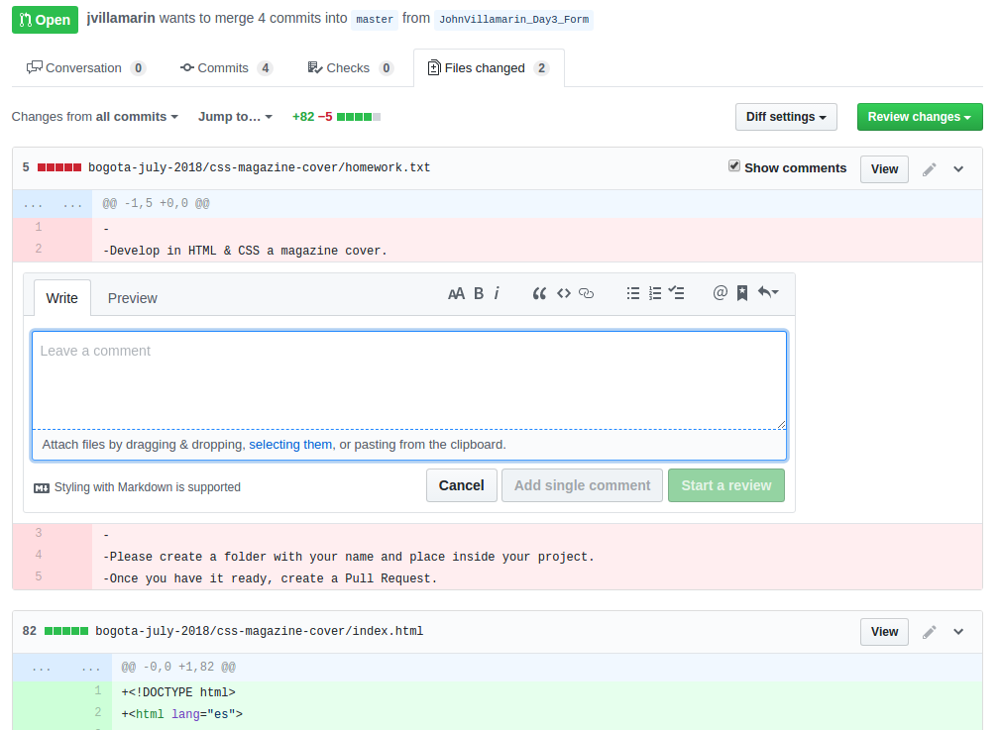 Open jvillamarin wants to merge 4 commits into master from JohnVillamarin_Day3_Form
Conversation 0 Commits 4 Checks 0 Files changed 2
Changes from all commits Jump to... +82 −5 Diff settings Review changes
5 bogota-july-2018/css-magazine-cover/homework.txt Show comments View
... ... @@ -1,5 +0,0 @@
1 -
2 -Develop in HTML & CSS a magazine cover.
Write Preview AA B i @
Leave a comment
Attach files by dragging & dropping, selecting them, or pasting from the clipboard.
Styling with Markdown is supported Cancel Add single comment Start a review
3 -
4 -Please create a folder with your name and place inside your project.
5 -Once you have it ready, create a Pull Request.
82 bogota-july-2018/css-magazine-cover/index.html View
... ... @@ -0,0 +1,82 @@
1 +<!DOCTYPE html>
2 +<html lang="es">